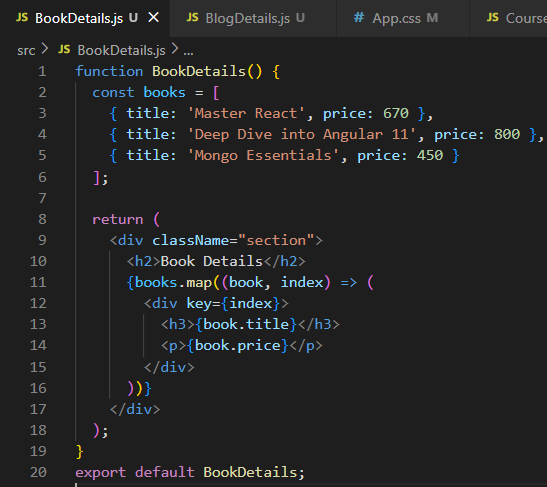 JS BookDetails.js U X JS BlogDetails.js U # App.css M JS Course
src > JS BookDetails.js > ...
1 function BookDetails() {
2   const books = [
3     { title: 'Master React', price: 670 },
4     { title: 'Deep Dive into Angular 11', price: 800 },
5     { title: 'Mongo Essentials', price: 450 }
6   ];
7
8   return (
9     <div className="section">
10       <h2>Book Details</h2>
11       {books.map((book, index) => (
12         <div key={index}>
13           <h3>{book.title}</h3>
14           <p>{book.price}</p>
15         </div>
16       ))}
17     </div>
18   );
19 }
20 export default BookDetails;